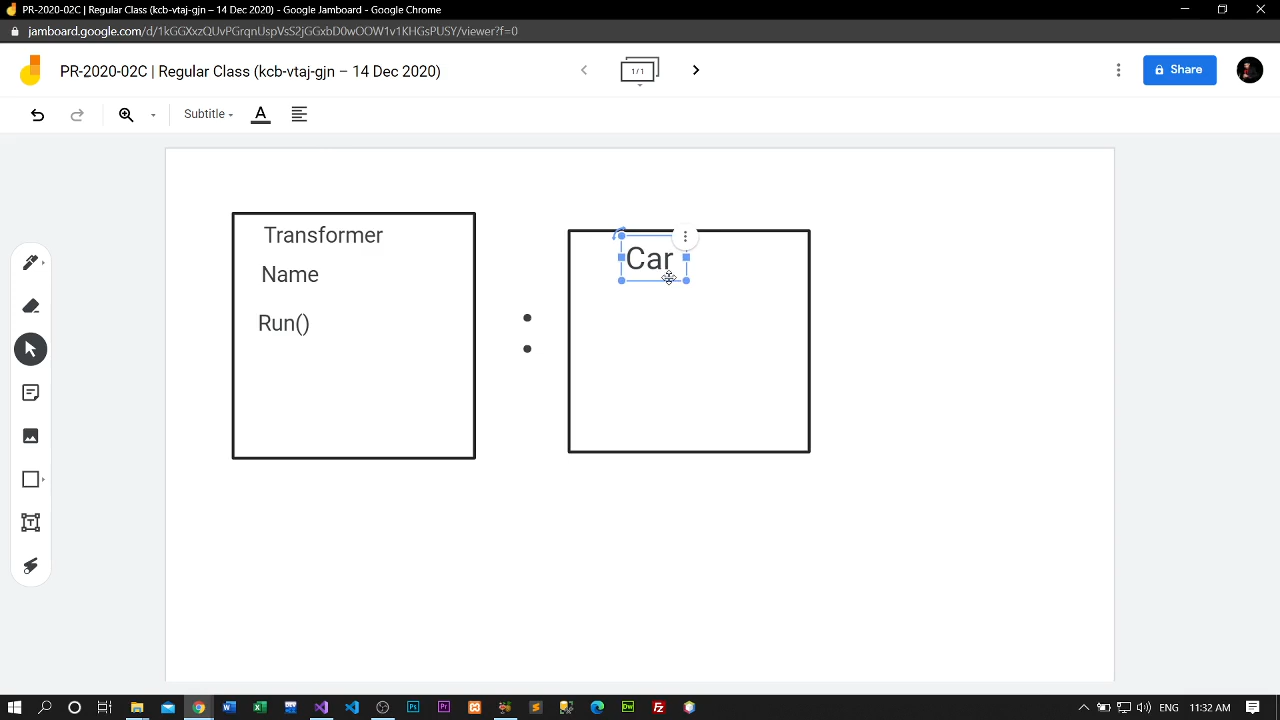 PR-2020-02C | Regular Class (kcb-vtaj-gjn – 14 Dec 2020) - Google Jamboard - Google Chrome
jamboard.google.com/d/1kGGXxzQUvPGrqnUspVsS2jGGxbD0wOOW1v1KHGsPUSY/viewer?f=0
PR-2020-02C | Regular Class (kcb-vtaj-gjn – 14 Dec 2020)
1/1
Share
Subtitle
A
Transformer
Name
Run()
:
Car
ENG
11:32 AM